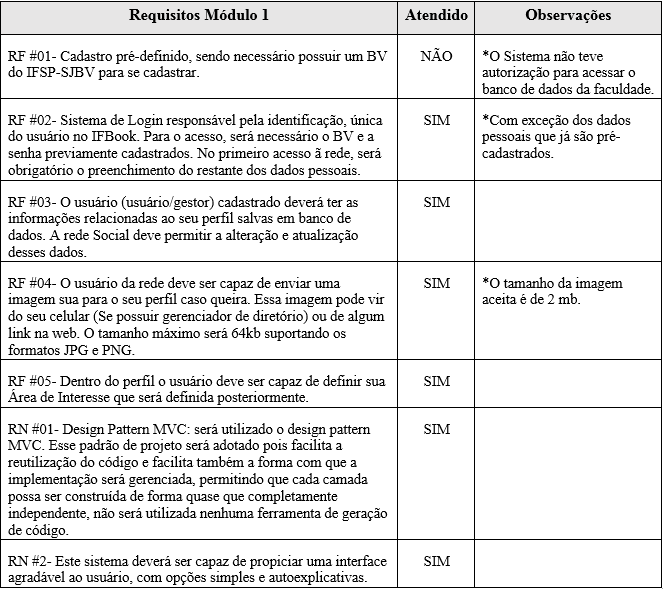 Requisitos Módulo 1
Atendido
Observações
RF #01- Cadastro pré-definido, sendo necessário possuir um BV
do IFSP-SJBV para se cadastrar.
NÃO
*O Sistema não teve
autorização para acessar o
banco de dados da faculdade.
RF #02- Sistema de Login responsável pela identificação, única
do usuário no IFBook. Para o acesso, será necessário o BV e a
senha previamente cadastrados. No primeiro acesso ã rede, será
obrigatório o preenchimento do restante dos dados pessoais.
SIM
*Com exceção dos dados
pessoais que já são pré-
cadastrados.
RF #03- O usuário (usuário/gestor) cadastrado deverá ter as
informações relacionadas ao seu perfil salvas em banco de
dados. A rede Social deve permitir a alteração e atualização
desses dados.
SIM
RF #04- O usuário da rede deve ser capaz de enviar uma
imagem sua para o seu perfil caso queira. Essa imagem pode vir
do seu celular (Se possuir gerenciador de diretório) ou de algum
link na web. O tamanho máximo será 64kb suportando os
formatos JPG e PNG.
SIM
*O tamanho da imagem
aceita é de 2 mb.
RF #05- Dentro do perfil o usuário deve ser capaz de definir sua
Área de Interesse que será definida posteriormente.
SIM
RN #01- Design Pattern MVC: será utilizado o design pattern
MVC. Esse padrão de projeto será adotado pois facilita a
reutilização do código e facilita também a forma com que a
implementação será gerenciada, permitindo que cada camada
possa ser construída de forma quase que completamente
independente, não será utilizada nenhuma ferramenta de geração
de código.
SIM
RN #2- Este sistema deverá ser capaz de propiciar uma interface
agradável ao usuário, com opções simples e autoexplicativas.
SIM